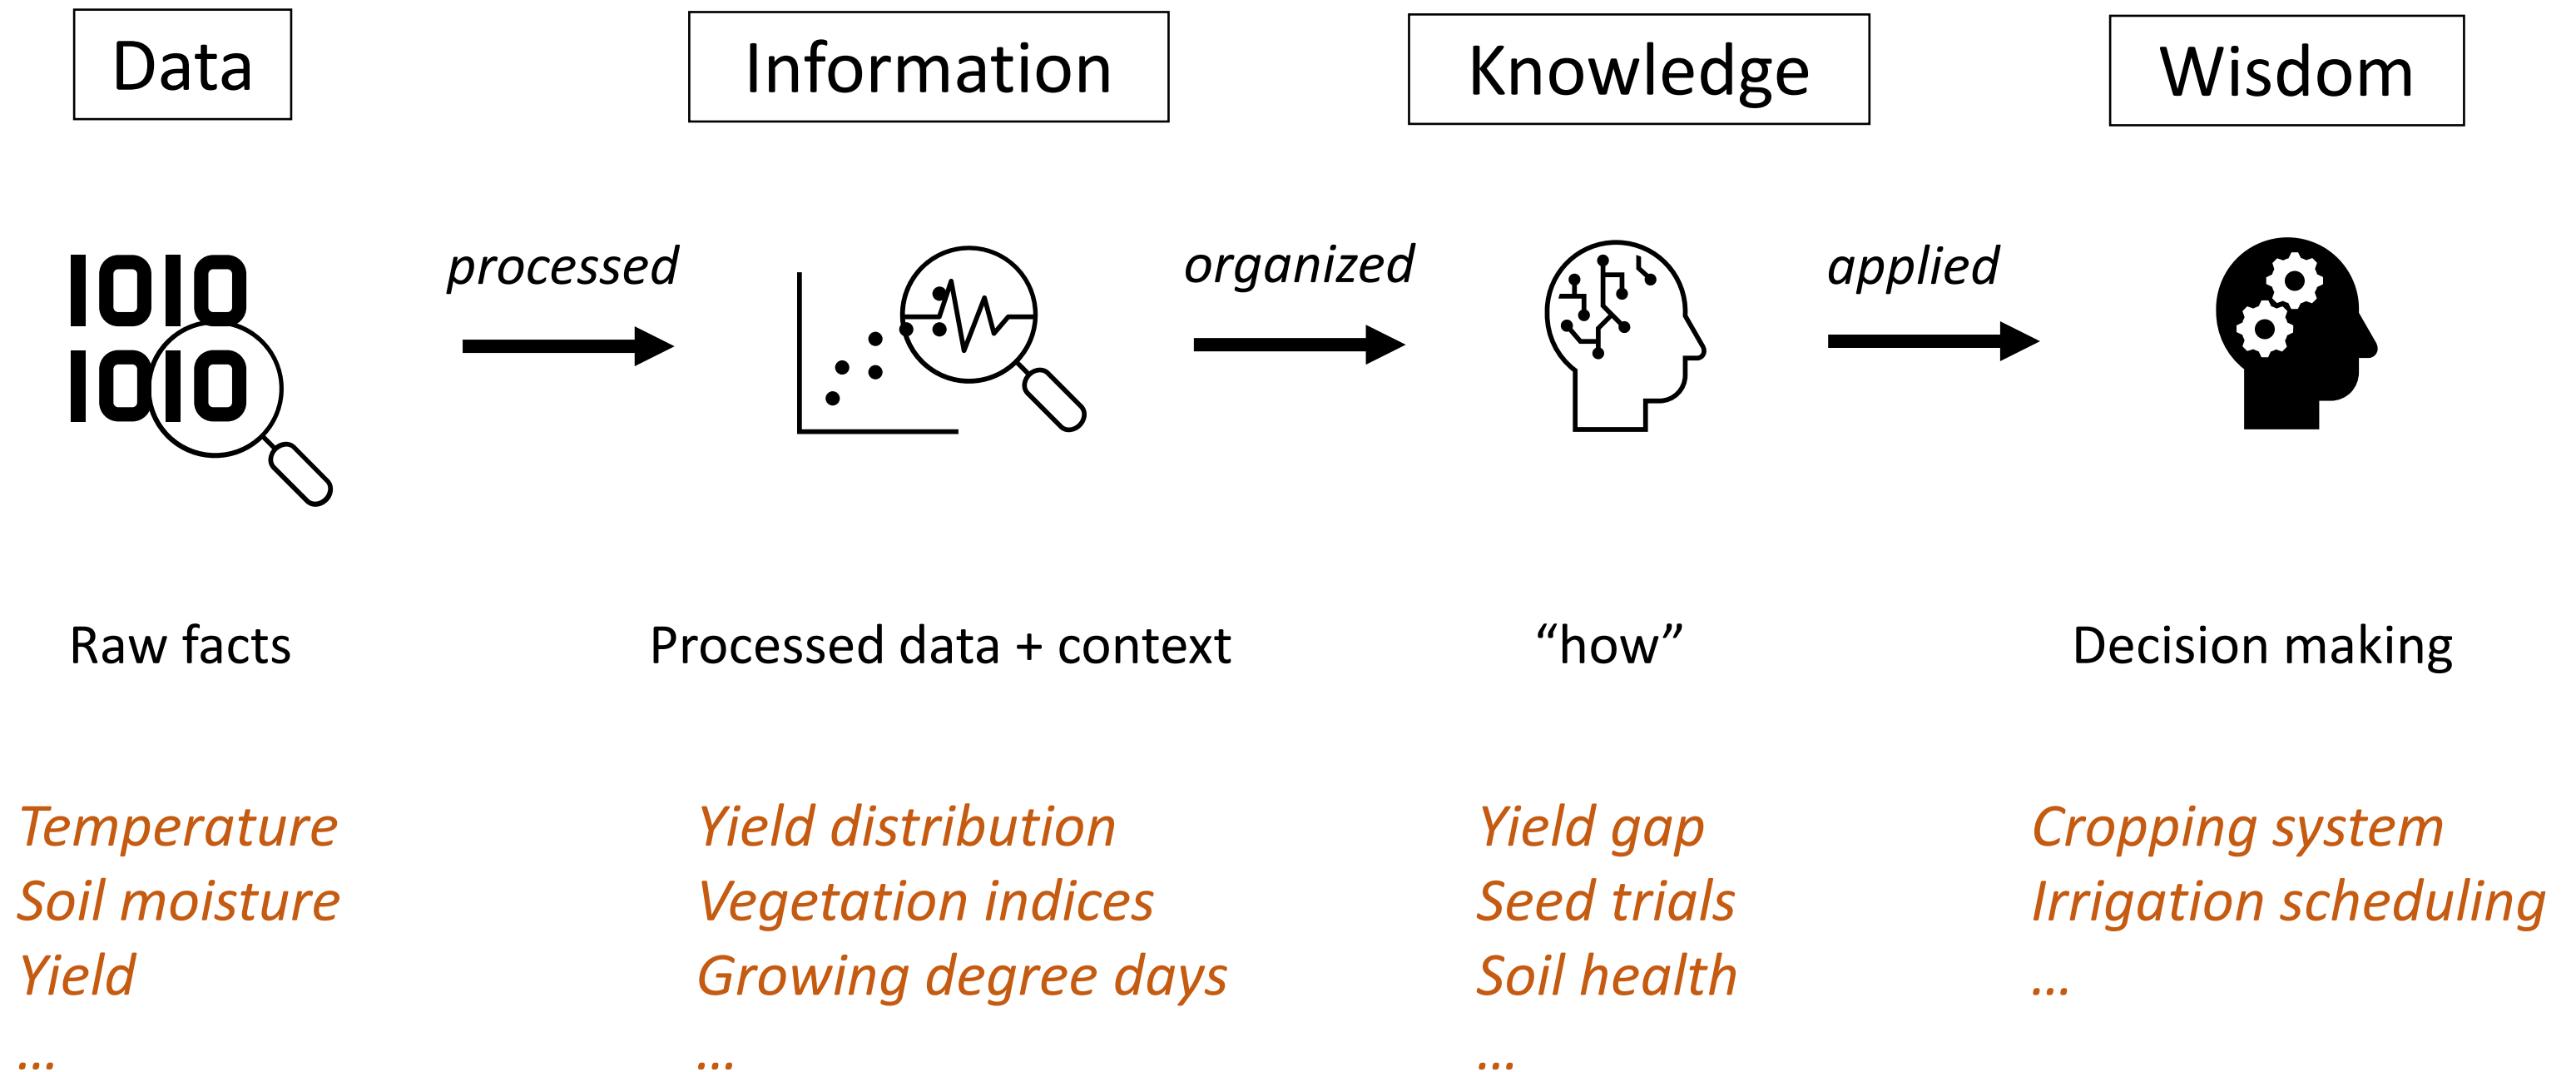 Data
Information
Knowledge
Wisdom
1010
1010
processed
organized
applied
Raw facts
Processed data + context
“how”
Decision making
Temperature
Soil moisture
Yield
…
Yield distribution
Vegetation indices
Growing degree days
…
Yield gap
Seed trials
Soil health
…
Cropping system
Irrigation scheduling
…